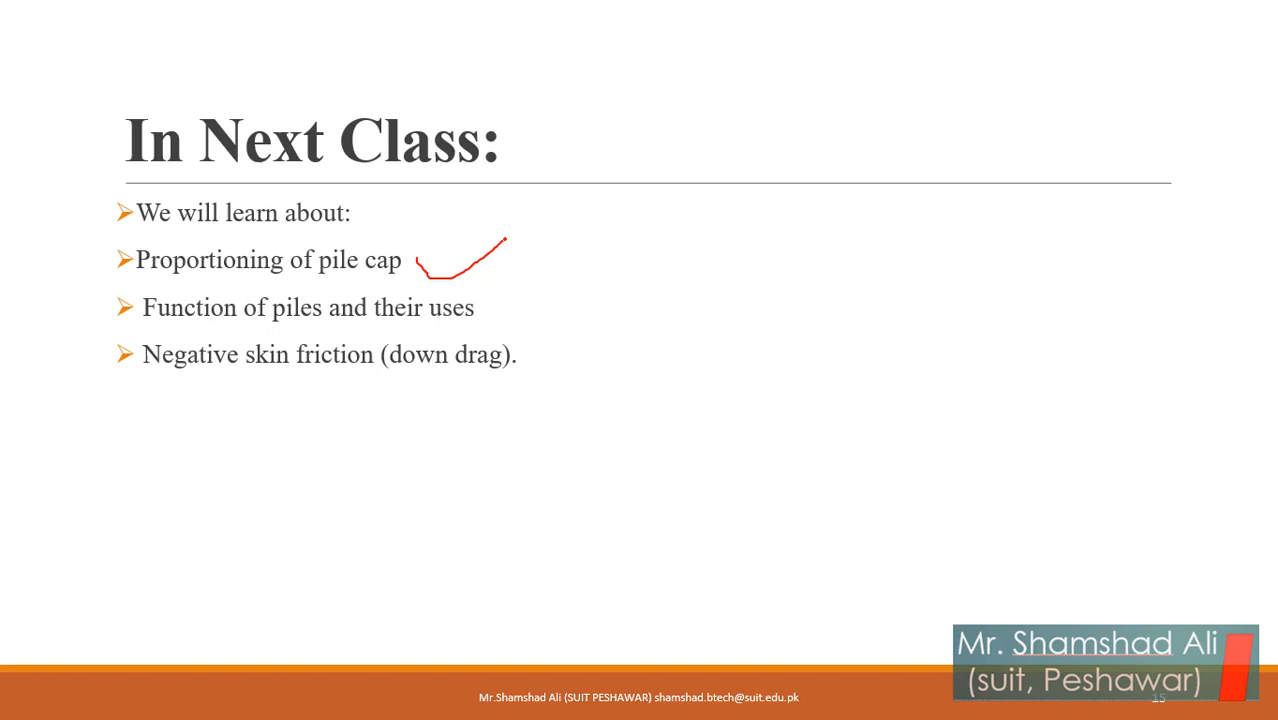 In Next Class:
We will learn about:
Proportioning of pile cap
Function of piles and their uses
Negative skin friction (down drag).
Mr. Shamshad Ali
(suit, Peshawar)
Mr.Shamshad Ali (SUIT PESHAWAR) shamshad.btech@suit.edu.pk
15